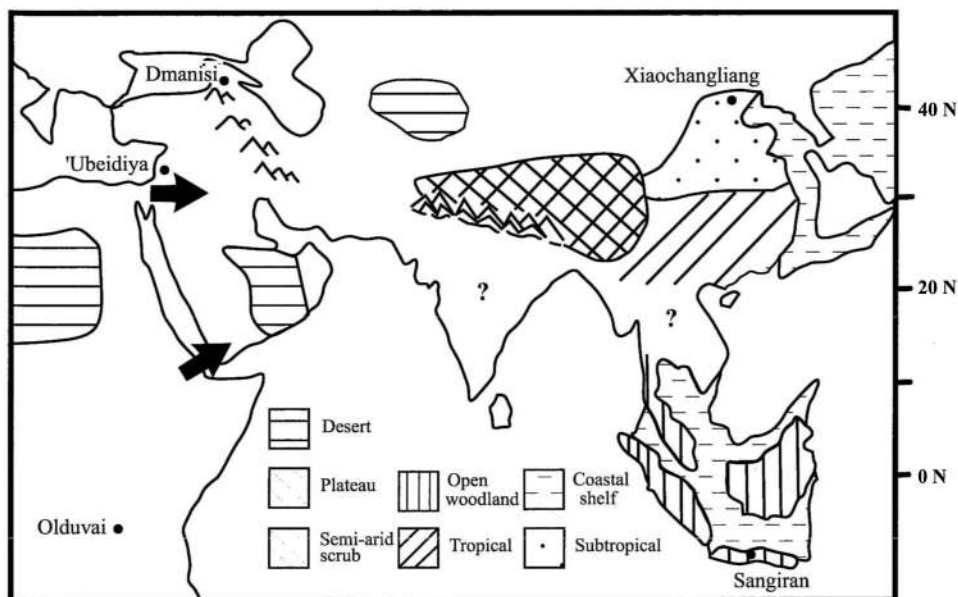 Dmanisi
Xiaochangliang
40 N
'Ubeidiya
20 N
?
?
Desert
Plateau
Open
woodland
Coastal
shelf
0 N
Olduvai
Semi-arid
scrub
Tropical
Subtropical
Sangiran